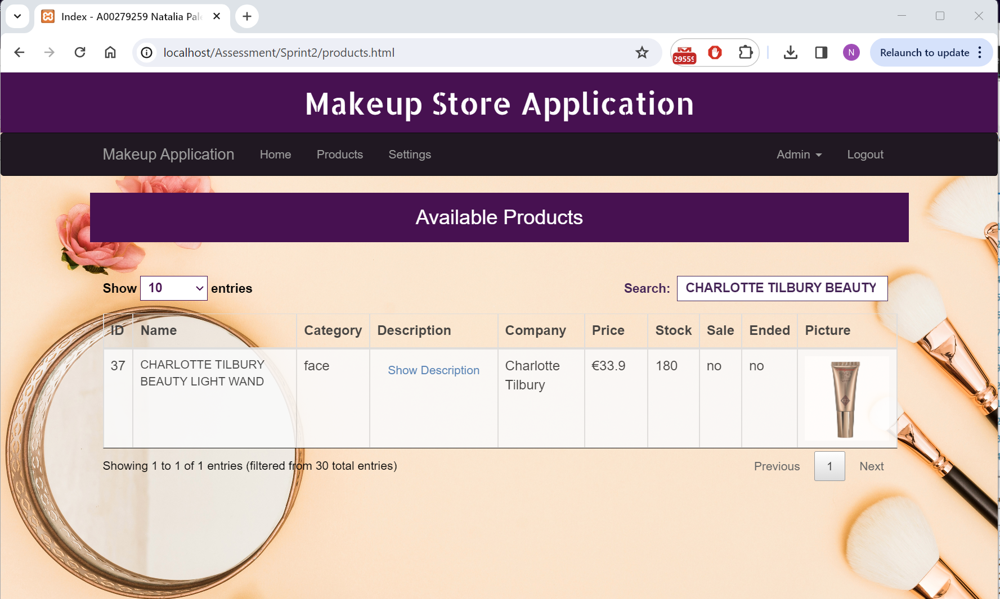 Index - A00279259 Natalia Pal
localhost/Assessment/Sprint2/products.html
29559
N
Relaunch to update
Makeup Store Application
Makeup Application
Home
Products
Settings
Admin
Logout
Available Products
Show 10 entries
Search: CHARLOTTE TILBURY BEAUTY
ID Name Category Description Company Price Stock Sale Ended Picture
37 CHARLOTTE TILBURY face Show Description Charlotte €33.9 180 no no
BEAUTY LIGHT WAND Tilbury
Showing 1 to 1 of 1 entries (filtered from 30 total entries)
Previous 1 Next